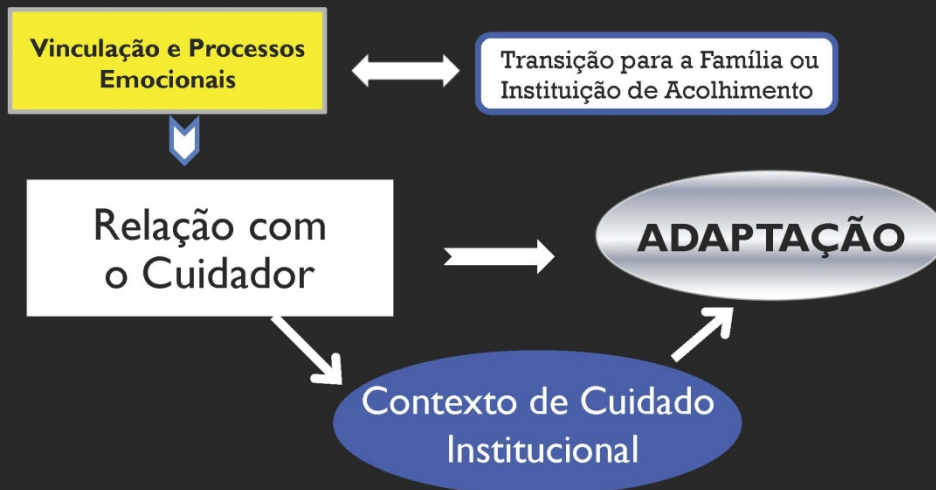 Vinculação e Processos
Emocionais
Transição para a Família ou
Instituição de Acolhimento
Relação com
o Cuidador
ADAPTAÇÃO
Contexto de Cuidado
Institucional